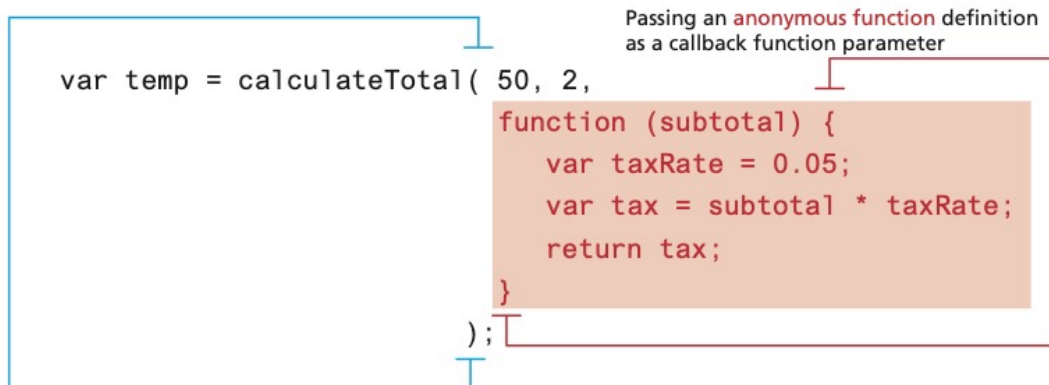 Passing an anonymous function definition
as a callback function parameter
var temp = calculateTotal( 50, 2,
function (subtotal) {
var taxRate = 0.05;
var tax = subtotal * taxRate;
return tax;
}
);